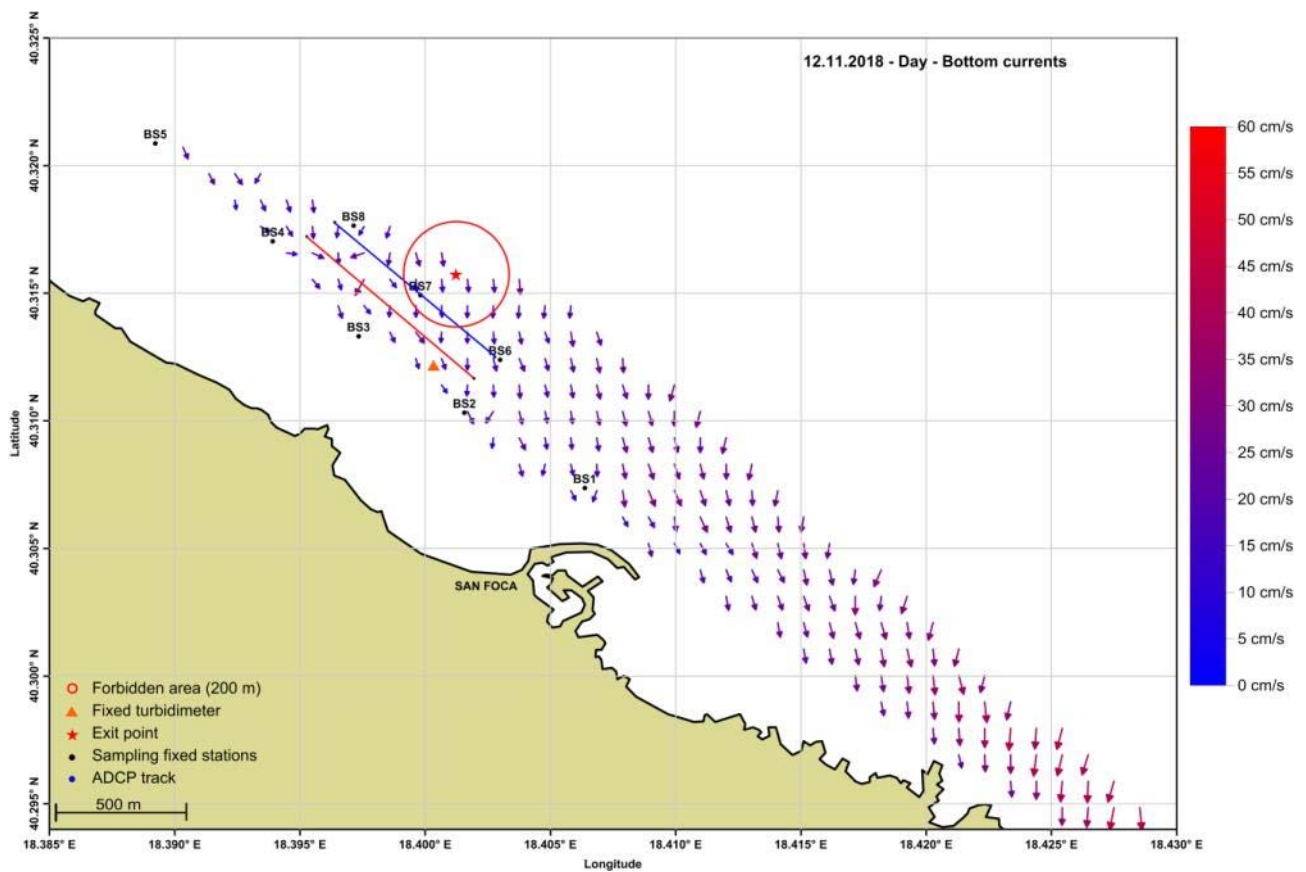 12.11.2018 - Day - Bottom currents
40.325° N
40.320° N
40.315° N
40.310° N
40.305° N
40.300° N
40.295° N
Latitude
BS5
BS8
BS4
BS7
BS3
BS6
BS2
BS1
SAN FOCA
Forbidden area (200 m)
Fixed turbidimeter
Exit point
Sampling fixed stations
ADCP track
500 m
18.385° E
18.390° E
18.395° E
18.400° E
18.405° E
18.410° E
18.415° E
18.420° E
18.425° E
18.430° E
Longitude
60 cm/s
55 cm/s
50 cm/s
45 cm/s
40 cm/s
35 cm/s
30 cm/s
25 cm/s
20 cm/s
15 cm/s
10 cm/s
5 cm/s
0 cm/s